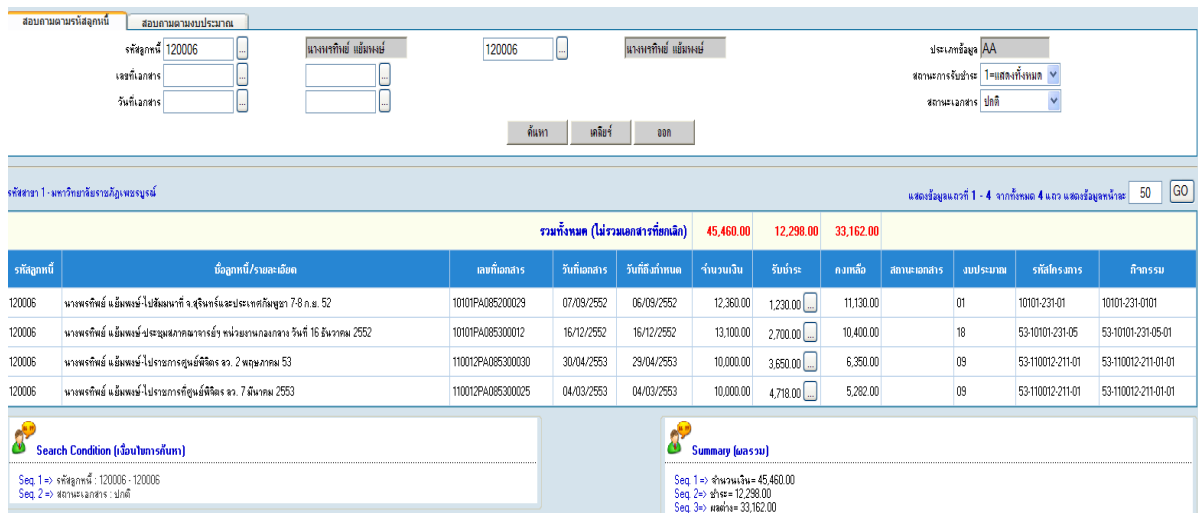 สอบถามตามรหัสลูกหนี้ สอบถามตามงบประมาณ
รหัสลูกหนี้ 120006 ... นางพรทิพย์ แย้มพงษ์ 120006 ... นางพรทิพย์ แย้มพงษ์ ประเภทข้อมูล AA
เลขที่เอกสาร ... ... สถานะการรับชำระ 1=แสดงทั้งหมด
วันที่เอกสาร ... ... สถานะเอกสาร ปกติ
ค้นหา เคลียร์ ออก
รหัสสาขา 1 - มหาวิทยาลัยราชภัฏเพชรบูรณ์ แสดงข้อมูลแถวที่ 1 - 4 จากทั้งหมด 4 แถว แสดงข้อมูลหน้าละ 50 GO
รวมทั้งหมด (ไม่รวมเอกสารที่ยกเลิก) 45,460.00 12,298.00 33,162.00
รหัสลูกหนี้ ชื่อลูกหนี้/รายละเอียด เลขที่เอกสาร วันที่เอกสาร วันที่ถึงกำหนด จำนวนเงิน รับชำระ คงเหลือ สถานะเอกสาร งบประมาณ รหัสโครงการ กิจกรรม
120006 นางพรทิพย์ แย้มพงษ์-ไปสัมมนาที่ จ.สุรินทร์และประเทศกัมพูชา 7-8 ก.ย. 52 10101PA085200029 07/09/2552 06/09/2552 12,360.00 1,230.00 ... 11,130.00 01 10101-231-01 10101-231-0101
120006 นางพรทิพย์ แย้มพงษ์-ประชุมสภาคณาจารย์ฯ หน่วยงานกองกลาง วันที่ 16 ธันวาคม 2552 10101PA085300012 16/12/2552 16/12/2552 13,100.00 2,700.00 ... 10,400.00 18 53-10101-231-05 53-10101-231-05-01
120006 นางพรทิพย์ แย้มพงษ์-ไปราชการศูนย์พิจิตร ลว. 2 พฤษภาคม 53 110012PA085300030 30/04/2553 29/04/2553 10,000.00 3,650.00 ... 6,350.00 09 53-110012-211-01 53-110012-211-01-01
120006 นางพรทิพย์ แย้มพงษ์-ไปราชการที่ศูนย์พิจิตร ลว. 7 มีนาคม 2553 110012PA085300025 04/03/2553 04/03/2553 10,000.00 4,718.00 ... 5,282.00 09 53-110012-211-01 53-110012-211-01-01
Search Condition (เงื่อนไขการค้นหา)
Seq. 1 => รหัสลูกหนี้ : 120006 - 120006
Seq. 2 => สถานะเอกสาร : ปกติ
Summary (ผลรวม)
Seq. 1=> จำนวนเงิน= 45,460.00
Seq. 2=> ชำระ= 12,298.00
Seq. 3=> ผลต่าง= 33,162.00